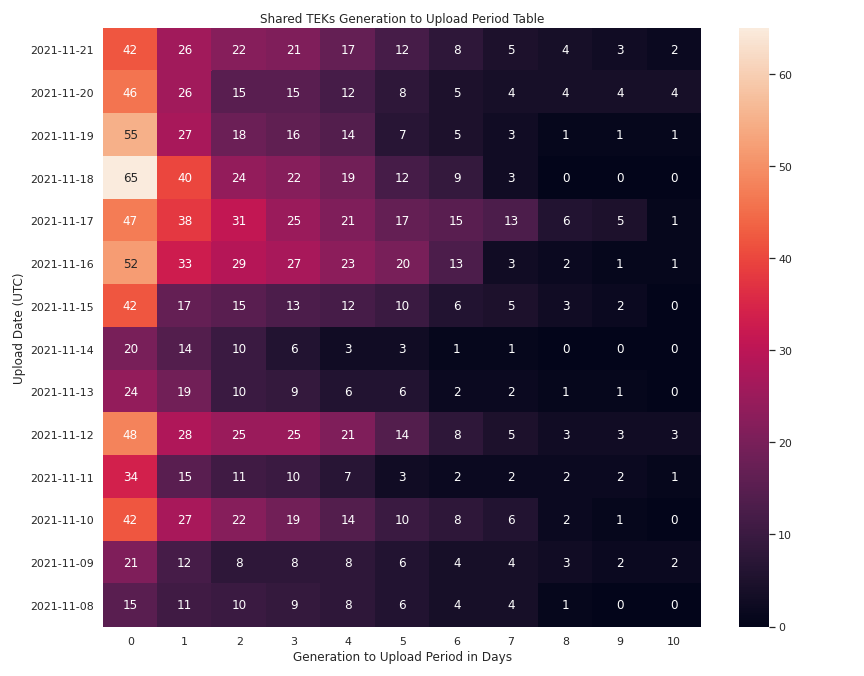 Shared TEKs Generation to Upload Period Table
Upload Date (UTC)
2021-11-21 42 26 22 21 17 12 8 5 4 3 2
2021-11-20 46 26 15 15 12 8 5 4 4 4 4
2021-11-19 55 27 18 16 14 7 5 3 1 1 1
2021-11-18 65 40 24 22 19 12 9 3 0 0 0
2021-11-17 47 38 31 25 21 17 15 13 6 5 1
2021-11-16 52 33 29 27 23 20 13 3 2 1 1
2021-11-15 42 17 15 13 12 10 6 5 3 2 0
2021-11-14 20 14 10 6 3 3 1 1 0 0 0
2021-11-13 24 19 10 9 6 6 2 2 1 1 0
2021-11-12 48 28 25 25 21 14 8 5 3 3 3
2021-11-11 34 15 11 10 7 3 2 2 2 2 1
2021-11-10 42 27 22 19 14 10 8 6 2 1 0
2021-11-09 21 12 8 8 8 6 4 4 3 2 2
2021-11-08 15 11 10 9 8 6 4 4 1 0 0
0 1 2 3 4 5 6 7 8 9 10
Generation to Upload Period in Days
60
50
40
30
20
10
0